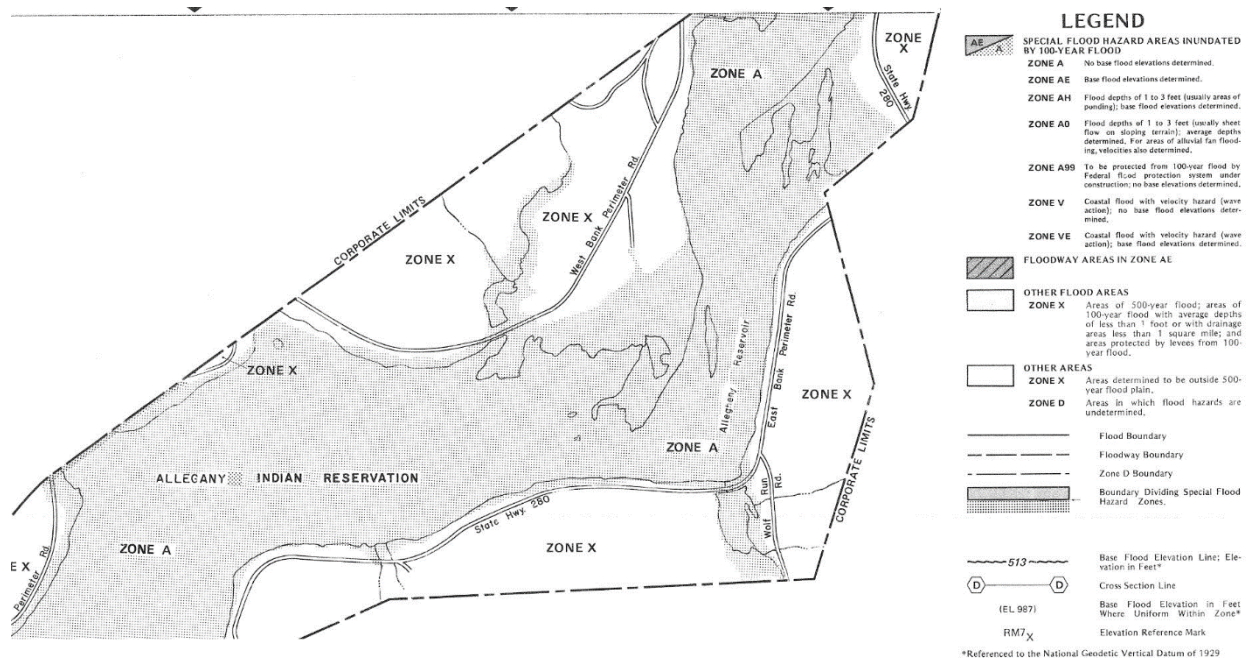 ZONE
X
ZONE A
State Hwy.
280
West Bank Perimeter Rd.
CORPORATE LIMITS
ZONE X
ZONE X
ZONE X
Allegheny Reservoir
East Bank Perimeter Rd.
ZONE X
CORPORATE LIMITS
ZONE A
ALLEGANY INDIAN RESERVATION
State Hwy. 280
Wolf Run Rd.
ZONE A
ZONE X
E X
Perimeter Rd.
LEGEND
AE
A
SPECIAL FLOOD HAZARD AREAS INUNDATED
BY 100-YEAR FLOOD
ZONE A No base flood elevations determined.
ZONE AE Base flood elevations determined.
ZONE AH Flood depths of 1 to 3 feet (usually areas of
ponding); base flood elevations determined.
ZONE AO Flood depths of 1 to 3 feet (usually sheet
flow on sloping terrain); average depths
determined. For areas of alluvial fan flood-
ing, velocities also determined.
ZONE A99 To be protected from 100-year flood by
Federal flood protection system under
construction; no base elevations determined.
ZONE V Coastal flood with velocity hazard (wave
action); no base flood elevations deter-
mined.
ZONE VE Coastal flood with velocity hazard (wave
action); base flood elevations determined.
FLOODWAY AREAS IN ZONE AE
OTHER FLOOD AREAS
ZONE X Areas of 500-year flood; areas of
100-year flood with average depths
of less than 1 foot or with drainage
areas less than 1 square mile; and
areas protected by levees from 100-
year flood.
OTHER AREAS
ZONE X Areas determined to be outside 500-
year flood plain.
ZONE D Areas in which flood hazards are
undetermined.
Flood Boundary
Floodway Boundary
Zone D Boundary
Boundary Dividing Special Flood
Hazard Zones.
513 Base Flood Elevation Line; Ele-
vation in Feet*
D D Cross Section Line
(EL 987) Base Flood Elevation in Feet
Where Uniform Within Zone*
RM7X Elevation Reference Mark
*Referenced to the National Geodetic Vertical Datum of 1929